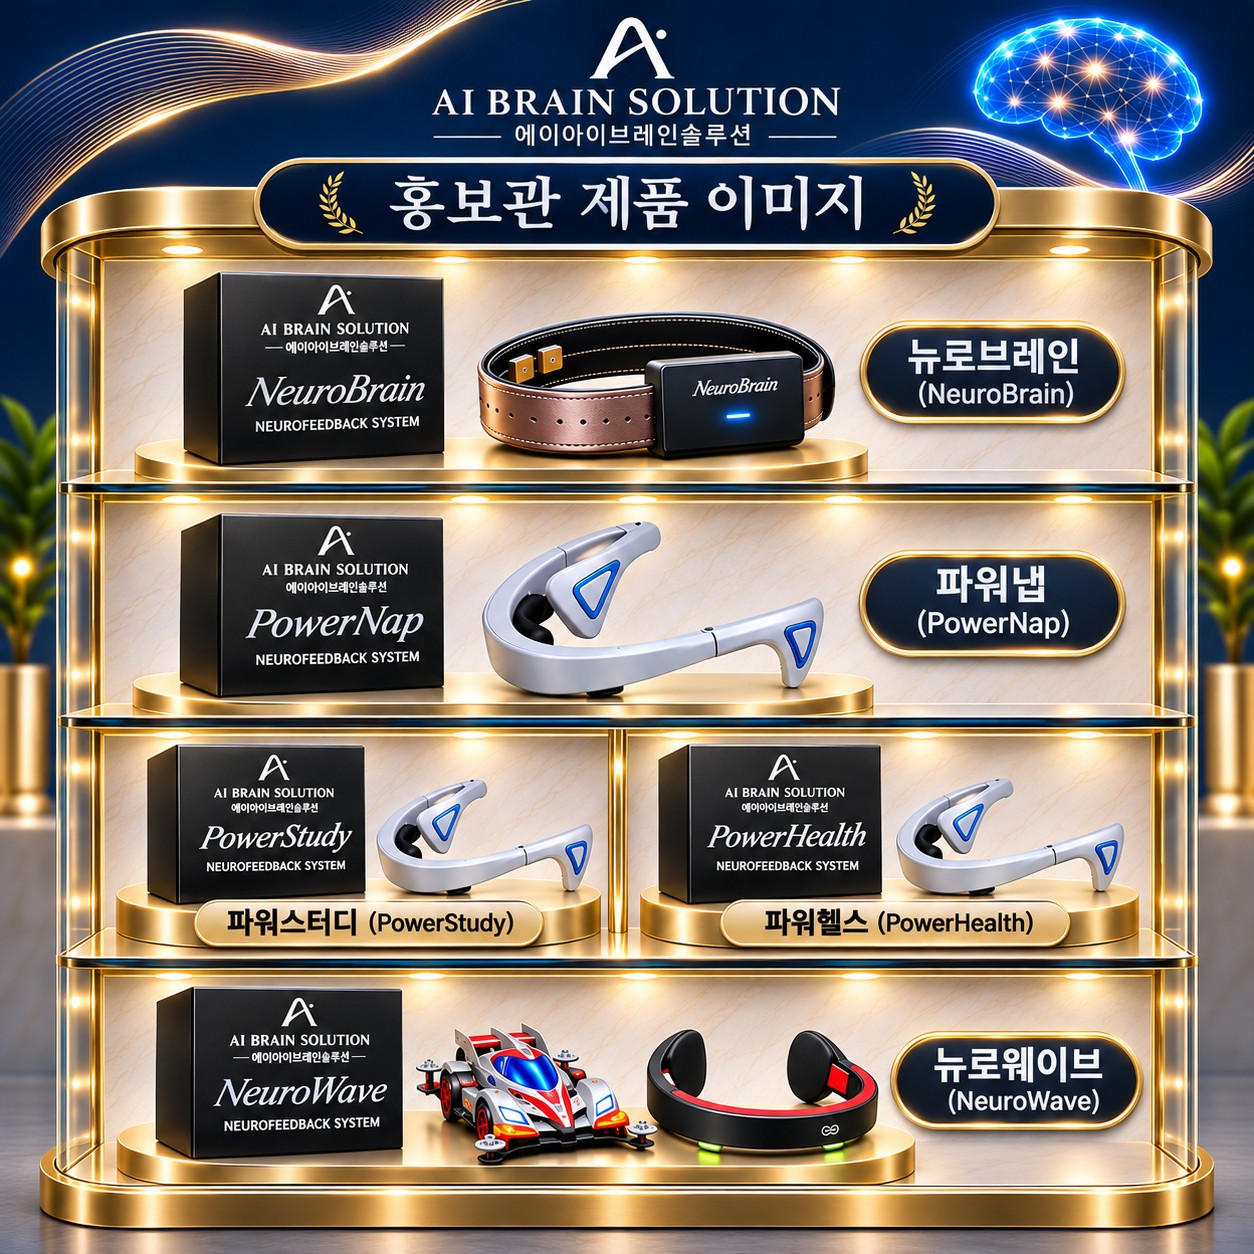 AI BRAIN SOLUTION
에이아이브레인솔루션
홍보관 제품 이미지
AI BRAIN SOLUTION
에이아이브레인솔루션
NeuroBrain
NEUROFEEDBACK SYSTEM
NeuroBrain
뉴로브레인
(NeuroBrain)
AI BRAIN SOLUTION
에이아이브레인솔루션
PowerNap
NEUROFEEDBACK SYSTEM
파워냅
(PowerNap)
AI BRAIN SOLUTION
에이아이브레인솔루션
PowerStudy
NEUROFEEDBACK SYSTEM
파워스터디 (PowerStudy)
AI BRAIN SOLUTION
에이아이브레인솔루션
PowerHealth
NEUROFEEDBACK SYSTEM
파워헬스 (PowerHealth)
AI BRAIN SOLUTION
에이아이브레인솔루션
NeuroWave
NEUROFEEDBACK SYSTEM
뉴로웨이브
(NeuroWave)